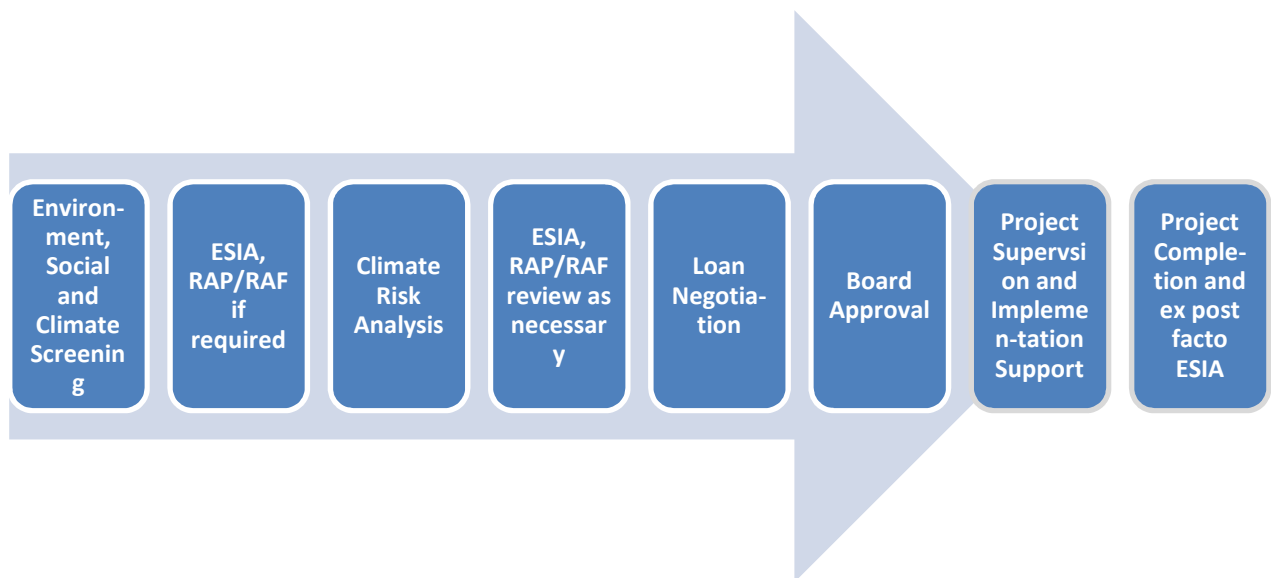 Environ-
ment,
Social
and
Climate
Screenin
g
ESIA,
RAP/RAF
if
required
Climate
Risk
Analysis
ESIA,
RAP/RAF
review as
necessar
y
Loan
Negotia-
tion
Board
Approval
Project
Supervsi
on and
Impleme
n-tation
Support
Project
Comple-
tion and
ex post
facto
ESIA